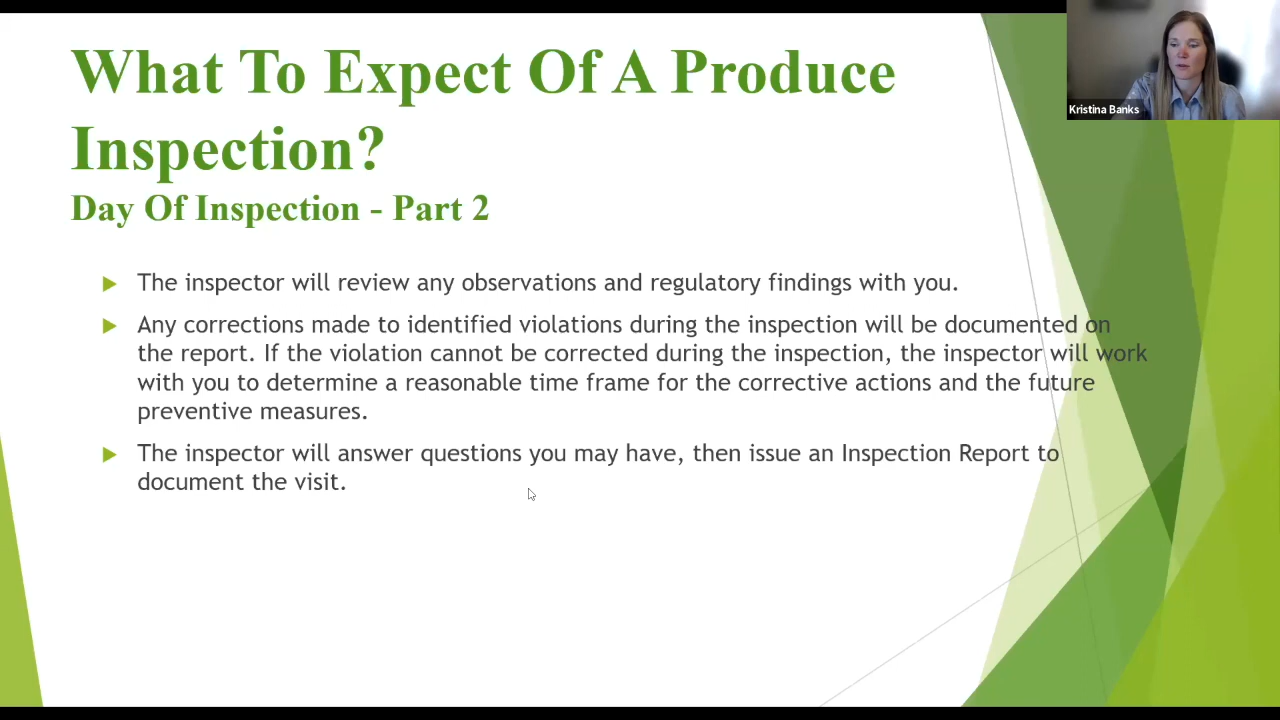 What To Expect Of A Produce
Inspection?
Day Of Inspection - Part 2
Kristina Banks
The inspector will review any observations and regulatory findings with you.
Any corrections made to identified violations during the inspection will be documented on
the report. If the violation cannot be corrected during the inspection, the inspector will work
with you to determine a reasonable time frame for the corrective actions and the future
preventive measures.
The inspector will answer questions you may have, then issue an Inspection Report to
document the visit.